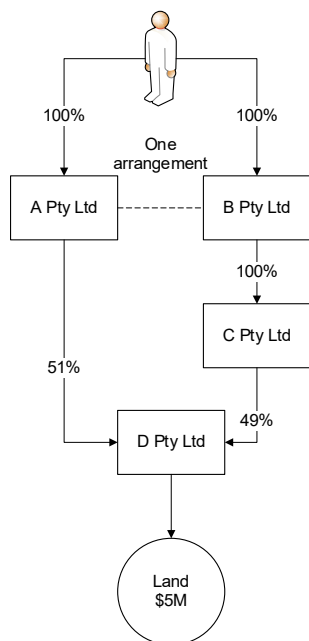 100%
100%
One
arrangement
A Pty Ltd
B Pty Ltd
100%
C Pty Ltd
51%
49%
D Pty Ltd
Land
$5M